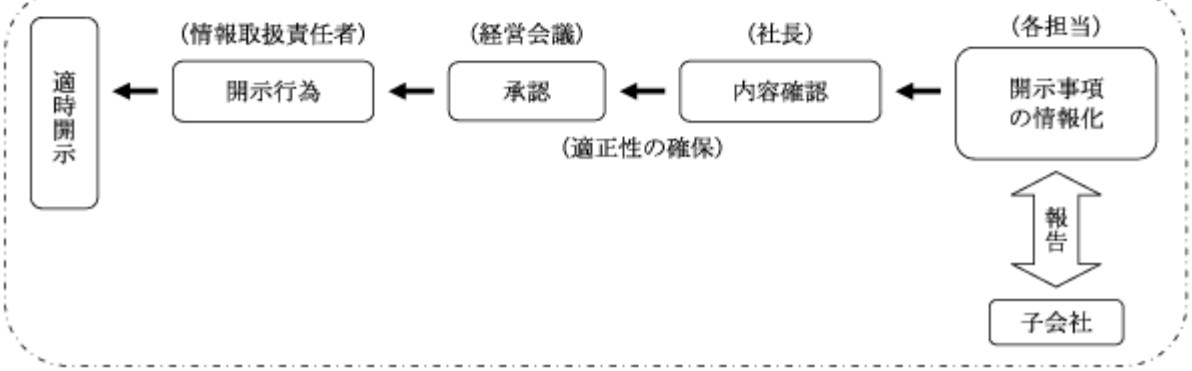 (情報取扱責任者)
(経営会議)
(社長)
(各担当)
適時開示
開示行為
承認
内容確認
開示事項
の情報化
(適正性の確保)
報告
子会社